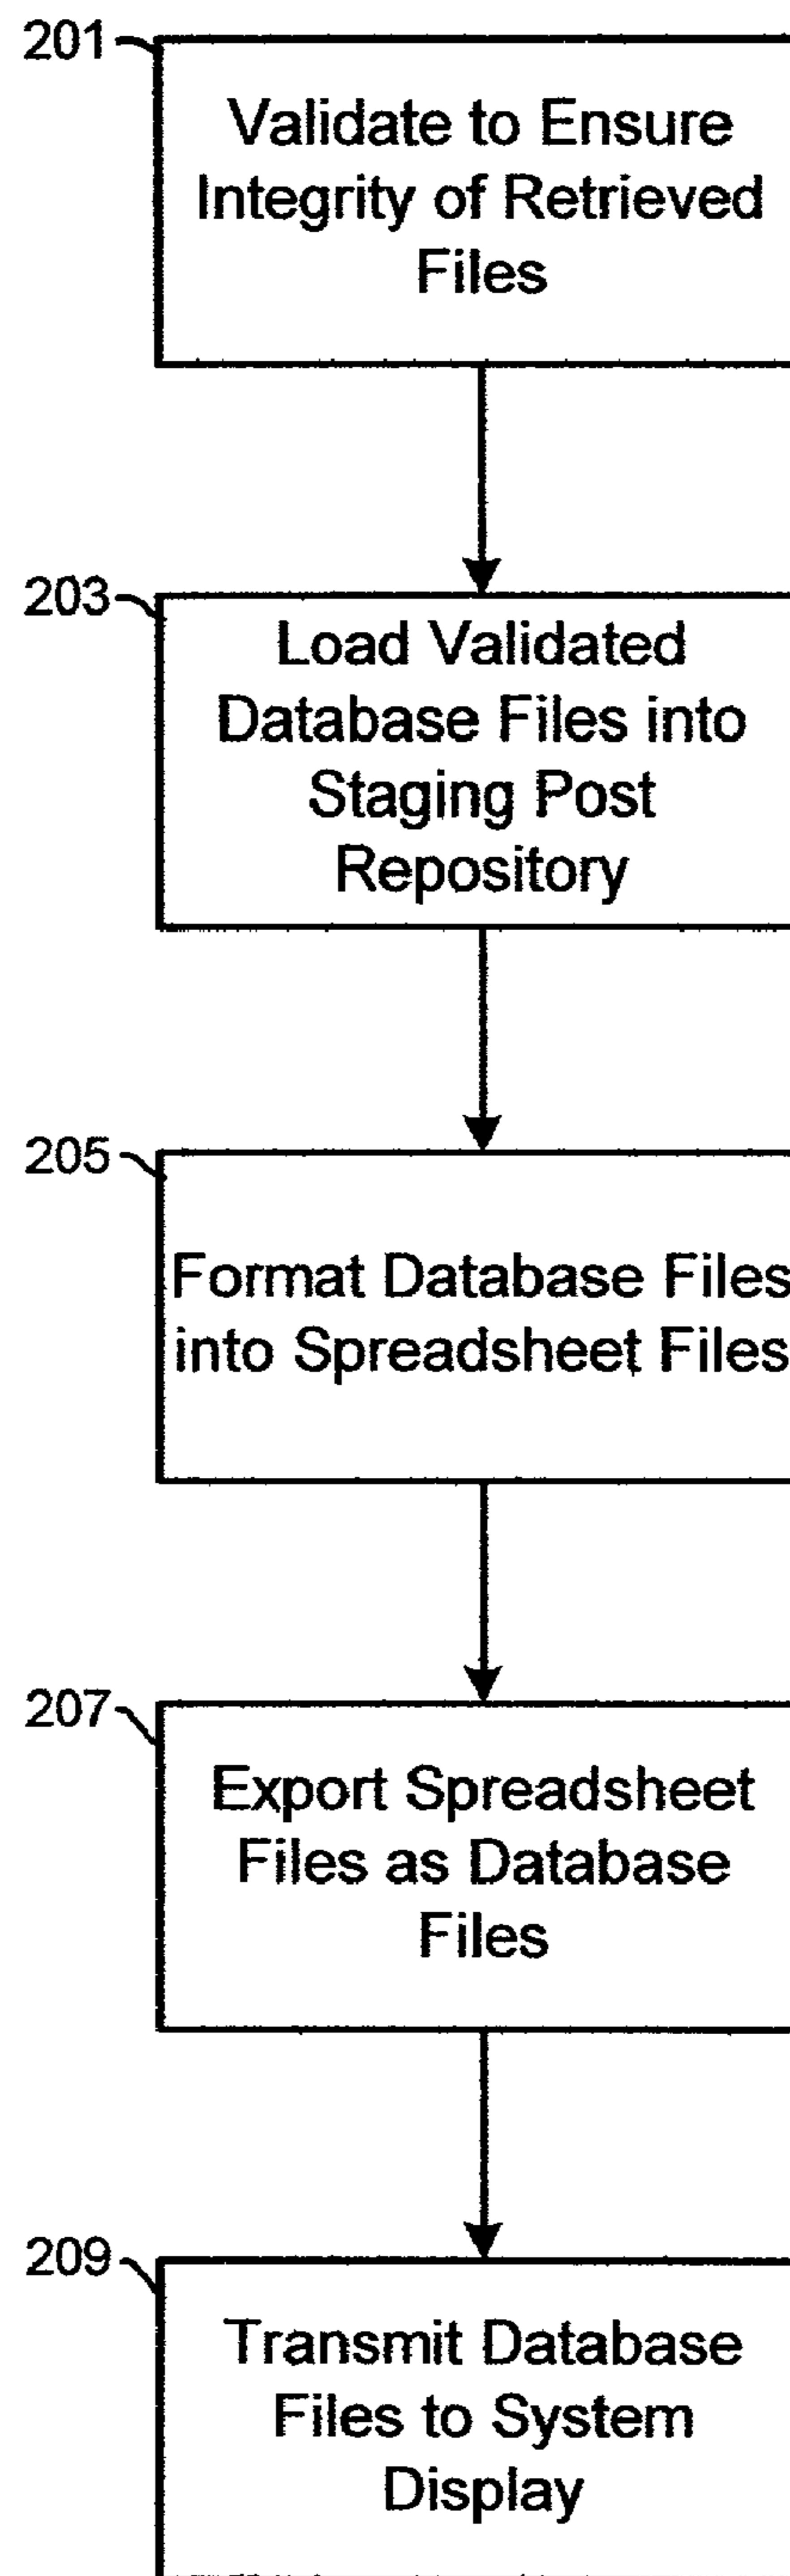 201
Validate to Ensure
Integrity of Retrieved
Files
203
Load Validated
Database Files into
Staging Post
Repository
205
Format Database Files
into Spreadsheet Files
207
Export Spreadsheet
Files as Database
Files
209
Transmit Database
Files to System
Display